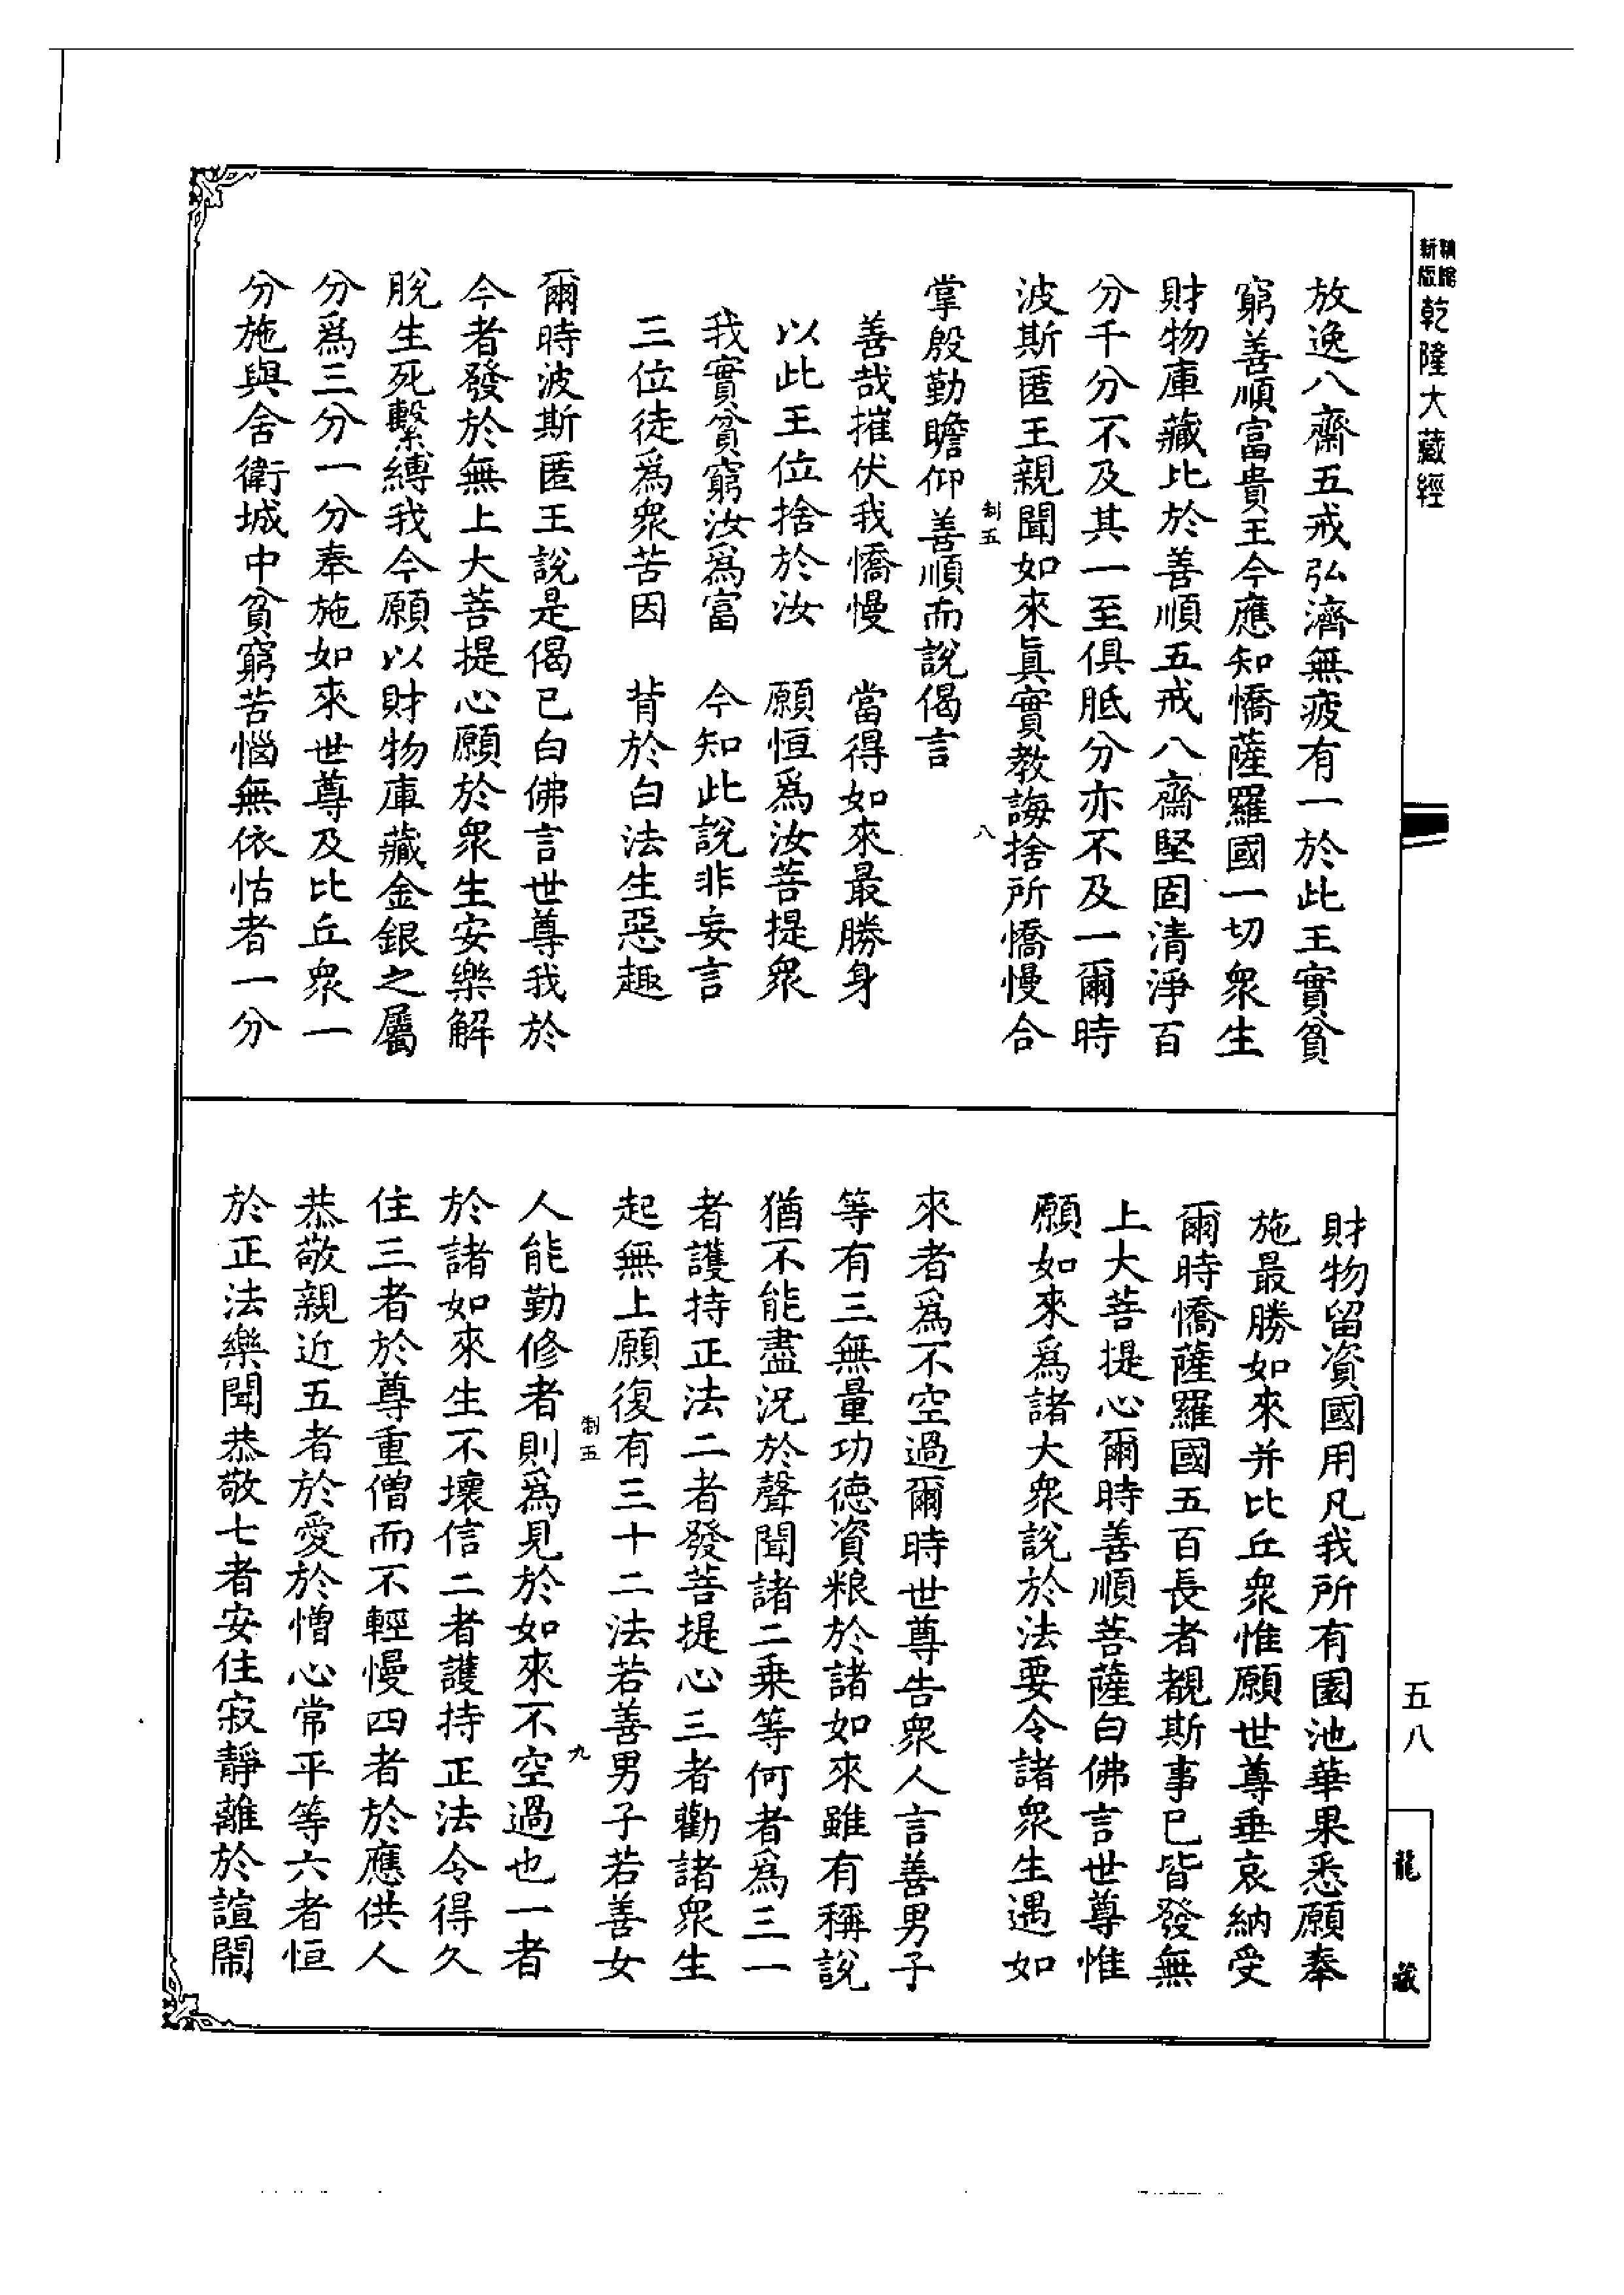 新版精縮乾隆大藏經
放逸八齋五戒弘濟無疲有一於此王實貧
窮善順富貴王今應知憍薩羅國一切眾生
財物庫藏比於善順五戒八齋堅固清淨百
分千分不及其一至俱胝分亦不及一爾時
波斯匿王親聞如來眞實教誨捨所憍慢合
制五 八
掌殷勤瞻仰善順而說偈言
善哉摧伏我憍慢 當得如來最勝身
以此王位捨於汝 願恒爲汝菩提眾
我實貧窮汝爲富 今知此說非妄言
三位徒爲眾苦因 背於白法生惡趣
爾時波斯匿王說是偈已白佛言世尊我於
今者發於無上大菩提心願於眾生安樂解
脫生死繫縛我今願以財物庫藏金銀之屬
分爲三分一分奉施如來世尊及比丘眾一
分施與舍衛城中貧窮苦惱無依怙者一分
財物留資國用凡我所有園池華果悉願奉
施最勝如來并比丘眾惟願世尊垂哀納受
爾時憍薩羅國五百長者覩斯事已皆發無
上大菩提心爾時善順菩薩白佛言世尊惟
願如來爲諸大眾說於法要令諸眾生遇如
來者爲不空過爾時世尊告眾人言善男子
等有三無量功德資粮於諸如來雖有稱說
猶不能盡況於聲聞諸二乘等何者爲三一
者護持正法二者發菩提心三者勸諸眾生
起無上願復有三十二法若善男子若善女
制五 九
人能勤修者則爲見於如來不空過也一者
於諸如來生不壞信二者護持正法令得久
住三者於尊重僧而不輕慢四者於應供人
恭敬親近五者於愛於憎心常平等六者恒
於正法樂聞恭敬七者安住寂靜離於諠鬧
五八
龍藏